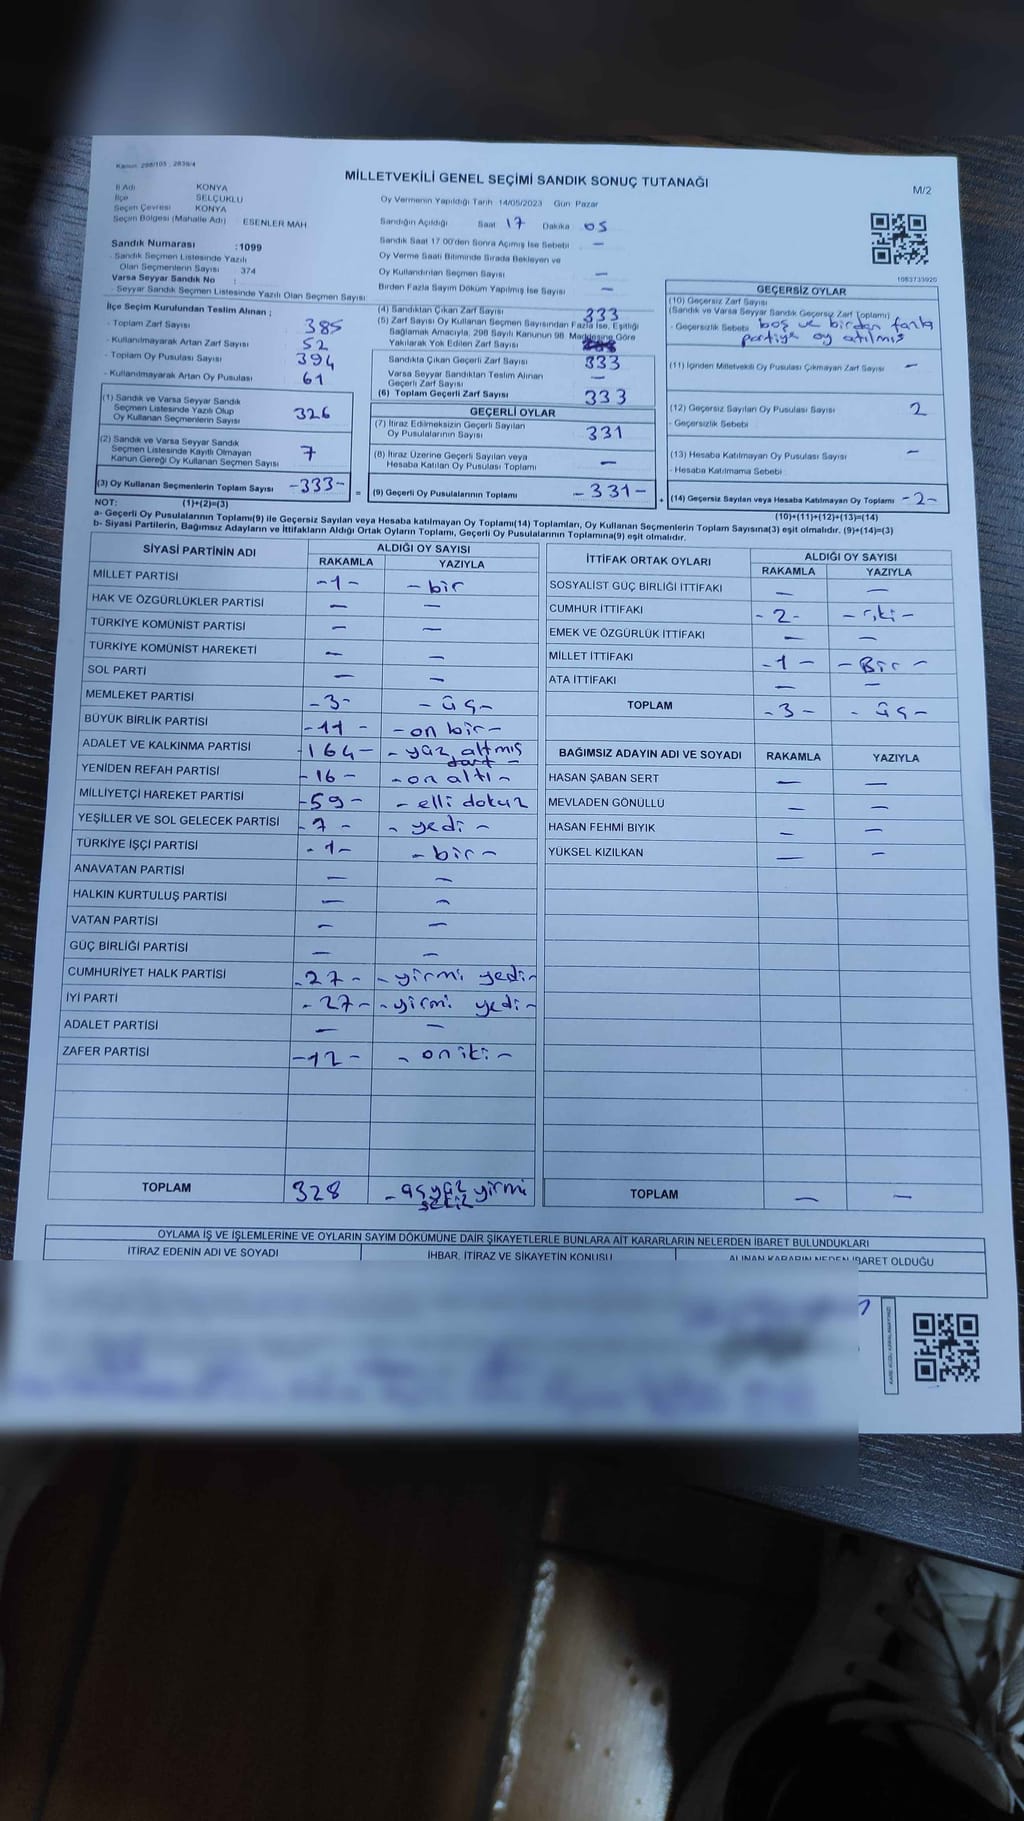 Kanun: 298/105 , 2839/4
MİLLETVEKİLİ GENEL SEÇİMİ SANDIK SONUÇ TUTANAĞI
M/2
İl Adı KONYA
İlçe SELÇUKLU
Seçim Çevresi KONYA
Seçim Bölgesi (Mahalle Adı) ESENLER MAH
Sandık Numarası : 1099
- Sandık Seçmen Listesinde Yazılı
Olan Seçmenlerin Sayısı : 374
Varsa Seyyar Sandık No :
- Seyyar Sandık Seçmen Listesinde Yazılı Olan Seçmen Sayısı:
Oy Vermenin Yapıldığı Tarih 14/05/2023 Gün Pazar
Sandığın Açıldığı Saat 17 Dakika 05
Sandık Saat 17.00'den Sonra Açmış İse Sebebi —
Oy Verme Saati Bitiminde Sırada Bekleyen ve
Oy Kullandırılan Seçmen Sayısı —
Birden Fazla Sayım Döküm Yapılmış İse Sayısı —
1083733920
İlçe Seçim Kurulundan Teslim Alınan ;
- Toplam Zarf Sayısı 385
- Kullanılmayarak Artan Zarf Sayısı 52
- Toplam Oy Pusulası Sayısı 394
- Kullanılmayarak Artan Oy Pusulası 61
(1) Sandık ve Varsa Seyyar Sandık
Seçmen Listesinde Yazılı Olup
Oy Kullanan Seçmenlerin Sayısı 326
(2) Sandık ve Varsa Seyyar Sandık
Seçmen Listesinde Kayıtlı Olmayan
Kanun Gereği Oy Kullanan Seçmen Sayısı 7
(3) Oy Kullanan Seçmenlerin Toplam Sayısı -333-
(4) Sandıktan Çıkan Zarf Sayısı 333
(5) Zarf Sayısı Oy Kullanan Seçmen Sayısından Fazla İse, Eşitliği
Sağlamak Amacıyla, 298 Sayılı Kanunun 98. Maddesine Göre
Yakılarak Yok Edilen Zarf Sayısı
Sandıkta Çıkan Geçerli Zarf Sayısı 333
Varsa Seyyar Sandıktan Teslim Alınan
Geçerli Zarf Sayısı —
(6) Toplam Geçerli Zarf Sayısı 333
GEÇERLİ OYLAR
(7) İtiraz Edilmeksizin Geçerli Sayılan
Oy Pusulalarının Sayısı 331
(8) İtiraz Üzerine Geçerli Sayılan veya
Hesaba Katılan Oy Pusulası Toplamı —
= (9) Geçerli Oy Pusulalarının Toplamı -331-
GEÇERSİZ OYLAR
(10) Geçersiz Zarf Sayısı
(Sandık ve Varsa Seyyar Sandık Geçersiz Zarf Toplamı)
- Geçersizlik Sebebi boş ve birden fazla
partiye oy atılmış
(11) İçinden Milletvekili Oy Pusulası Çıkmayan Zarf Sayısı —
(12) Geçersiz Sayılan Oy Pusulası Sayısı 2
- Geçersizlik Sebebi
(13) Hesaba Katılmayan Oy Pusulası Sayısı —
- Hesaba Katılmama Sebebi
+ (14) Geçersiz Sayılan veya Hesaba Katılmayan Oy Toplamı -2-
NOT: (1)+(2)=(3)
(10)+(11)+(12)+(13)=(14)
a- Geçerli Oy Pusulasının Toplamı(9) ile Geçersiz Sayılan veya Hesaba katılmayan Oy Toplamı(14) Toplamları, Oy Kullanan Seçmenlerin Toplam Sayısına(3) eşit olmalıdır. (9)+(14)=(3)
b- Siyasi Partilerin, Bağımsız Adayların ve İttifakların Aldığı Ortak Oyların Toplamı, Geçerli Oy Pusulalarının Toplamına(9) eşit olmalıdır.
SİYASİ PARTİNİN ADI ALDIĞI OY SAYISI
RAKAMLA YAZIYLA
MİLLET PARTİSİ -1- -bir
HAK VE ÖZGÜRLÜKLER PARTİSİ — —
TÜRKİYE KOMÜNİST PARTİSİ — —
TÜRKİYE KOMÜNİST HAREKETİ — —
SOL PARTİ — —
MEMLEKET PARTİSİ -3- -üç-
BÜYÜK BİRLİK PARTİSİ -11- -on bir-
ADALET VE KALKINMA PARTİSİ -164- -yüz altmış
dört-
YENİDEN REFAH PARTİSİ -16- -on altı-
MİLLİYETÇİ HAREKET PARTİSİ -59- -elli dokuz
YEŞİLLER VE SOL GELECEK PARTİSİ -7- -yedi-
TÜRKİYE İŞÇİ PARTİSİ -1- -bir-
ANAVATAN PARTİSİ — —
HALKIN KURTULUŞ PARTİSİ — —
VATAN PARTİSİ — —
GÜÇ BİRLİĞİ PARTİSİ — —
CUMHURİYET HALK PARTİSİ -27- -yirmi yedi-
İYİ PARTİ -27- -yirmi yedi-
ADALET PARTİSİ — —
ZAFER PARTİSİ -12- -on iki-
TOPLAM 328 -üçyüz yirmi
sekiz
İTTİFAK ORTAK OYLARI ALDIĞI OY SAYISI
RAKAMLA YAZIYLA
SOSYALİST GÜÇ BİRLİĞİ İTTİFAKI — —
CUMHUR İTTİFAKI -2- -iki-
EMEK VE ÖZGÜRLÜK İTTİFAKI — —
MİLLET İTTİFAKI -1- -Bir-
ATA İTTİFAKI — —
TOPLAM -3- -üç-
BAĞIMSIZ ADAYIN ADI VE SOYADI RAKAMLA YAZIYLA
HASAN ŞABAN SERT — —
MEVLADEN GÖNÜLLÜ — —
HASAN FEHMİ BIYIK — —
YÜKSEL KIZILKAN — —
TOPLAM — —
OYLAMA İŞ VE İŞLEMLERİNE VE OYLARIN SAYIM DÖKÜMÜNE DAİR ŞİKAYETLERLE BUNLARA AİT KARARLARIN NELERDEN İBARET BULUNDUKLARI
İTİRAZ EDENİN ADI VE SOYADI İHBAR, İTİRAZ VE ŞİKAYETİN KONUSU ALINAN KARARIN NEDEN İBARET OLDUĞU